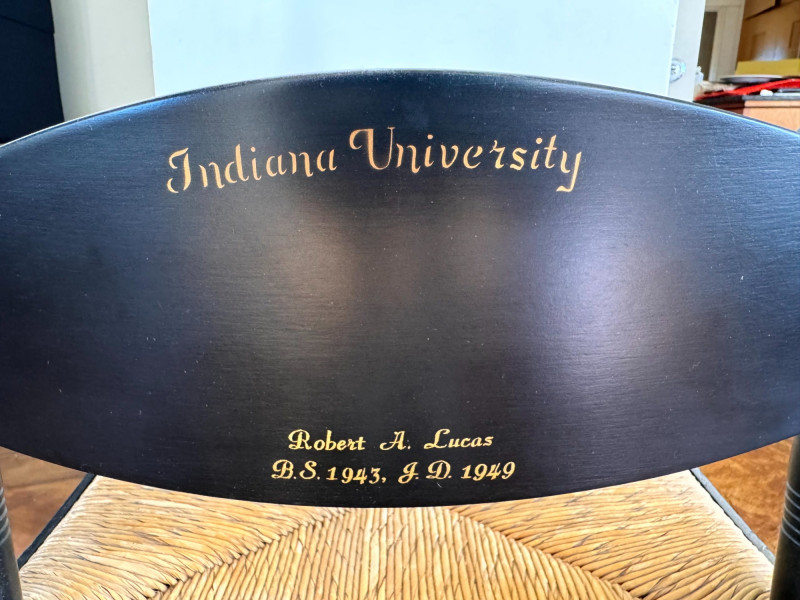 Indiana University
Robert A. Lucas
B.S. 1943, J.D. 1949